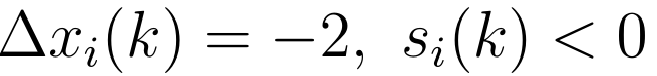 Δx_i(k) = −2, s_i(k) < 0